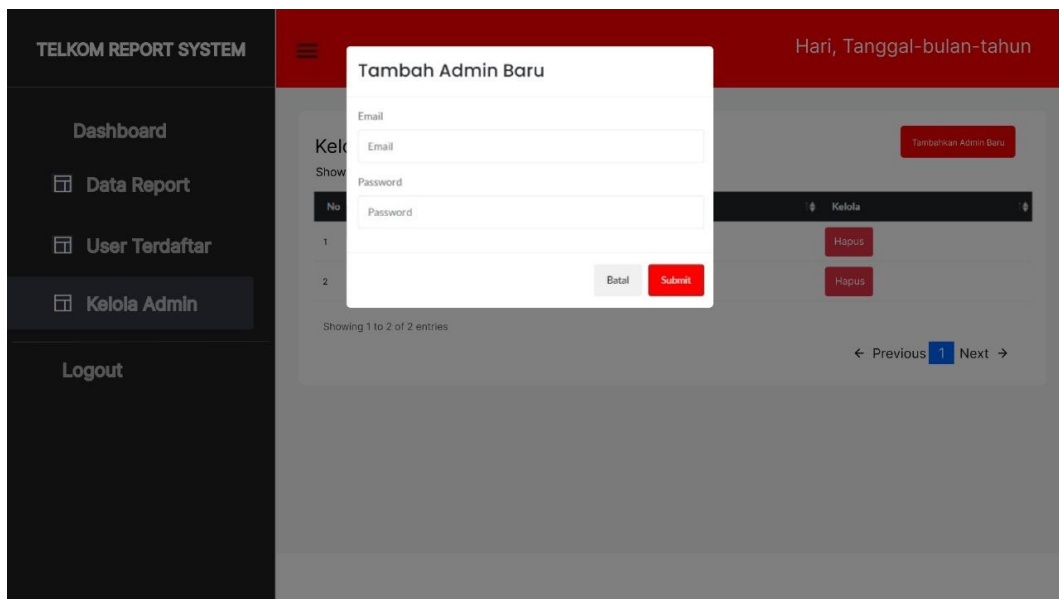 TELKOM REPORT SYSTEM
Hari, Tanggal-bulan-tahun
Dashboard
Data Report
User Terdaftar
Kelola Admin
Logout
Tambah Admin Baru
Email
Email
Password
Password
Batal Submit
Tambahkan Admin Baru
Show
No Kelola
1 Hapus
2 Hapus
Showing 1 to 2 of 2 entries
← Previous 1 Next →